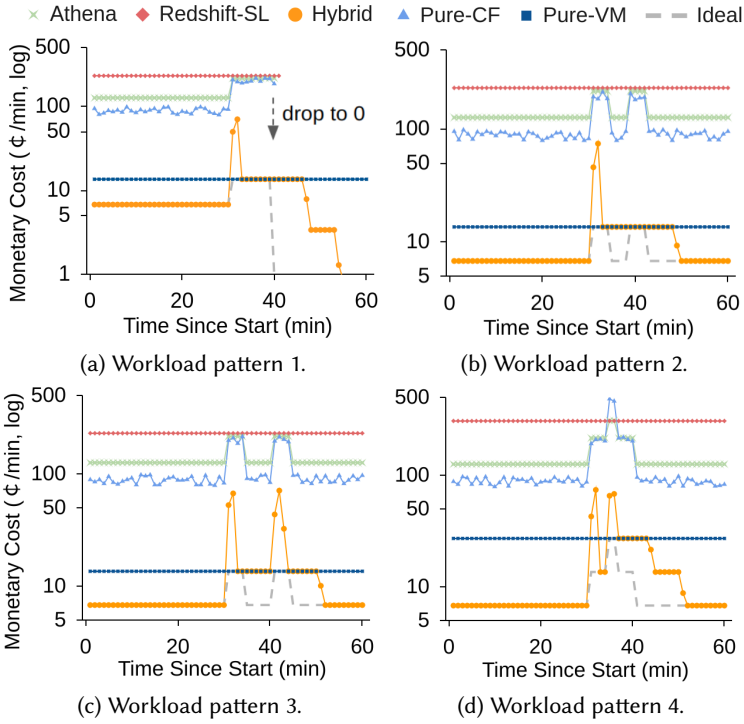 Athena Redshift-SL Hybrid Pure-CF Pure-VM Ideal
Monetary Cost (¢/min, log)
500
100
50
10
5
1
drop to 0
0 20 40 60
Time Since Start (min)
(a) Workload pattern 1.
500
100
50
10
5
0 20 40 60
Time Since Start (min)
(b) Workload pattern 2.
Monetary Cost (¢/min, log)
500
100
50
10
5
0 20 40 60
Time Since Start (min)
(c) Workload pattern 3.
500
100
50
10
5
0 20 40 60
Time Since Start (min)
(d) Workload pattern 4.